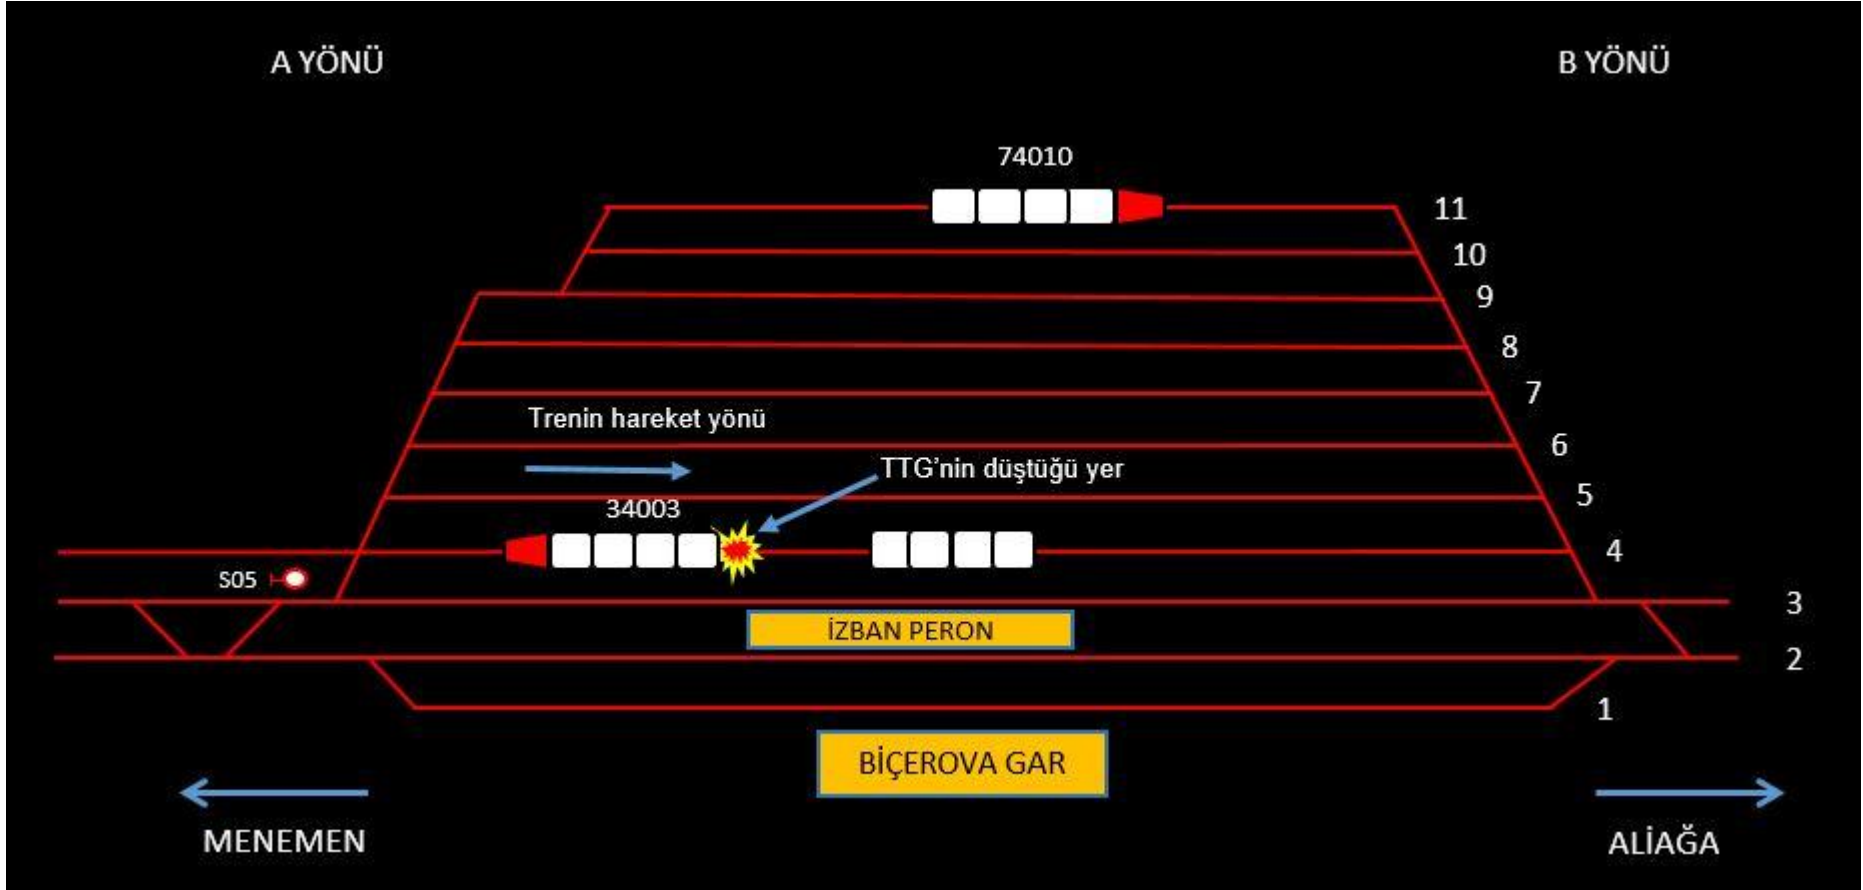 A YÖNÜ
B YÖNÜ
74010
11
10
9
8
7
Trenin hareket yönü
6
TTG'nin düştüğü yer
5
34003
4
S05
3
İZBAN PERON
2
1
BİÇEROVA GAR
MENEMEN
ALİAĞA